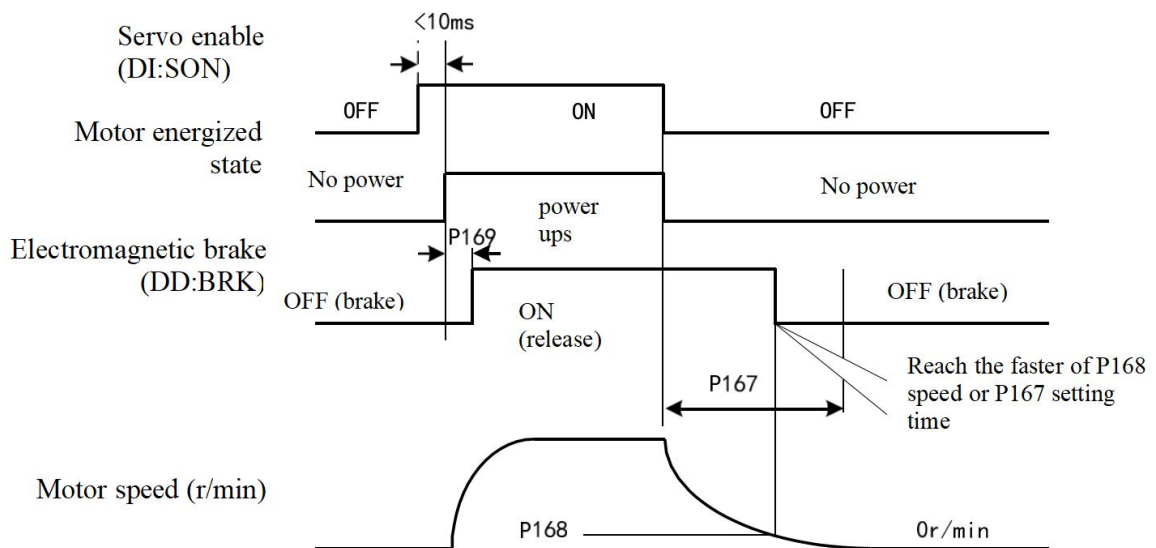 <10ms
Servo enable
(DI:SON)
OFF
ON
OFF
Motor energized
state
No power
power
ups
No power
P169
Electromagnetic brake
(DD:BRK)
OFF (brake)
ON
(release)
OFF (brake)
P167
Reach the faster of P168
speed or P167 setting
time
Motor speed (r/min)
P168
0r/min